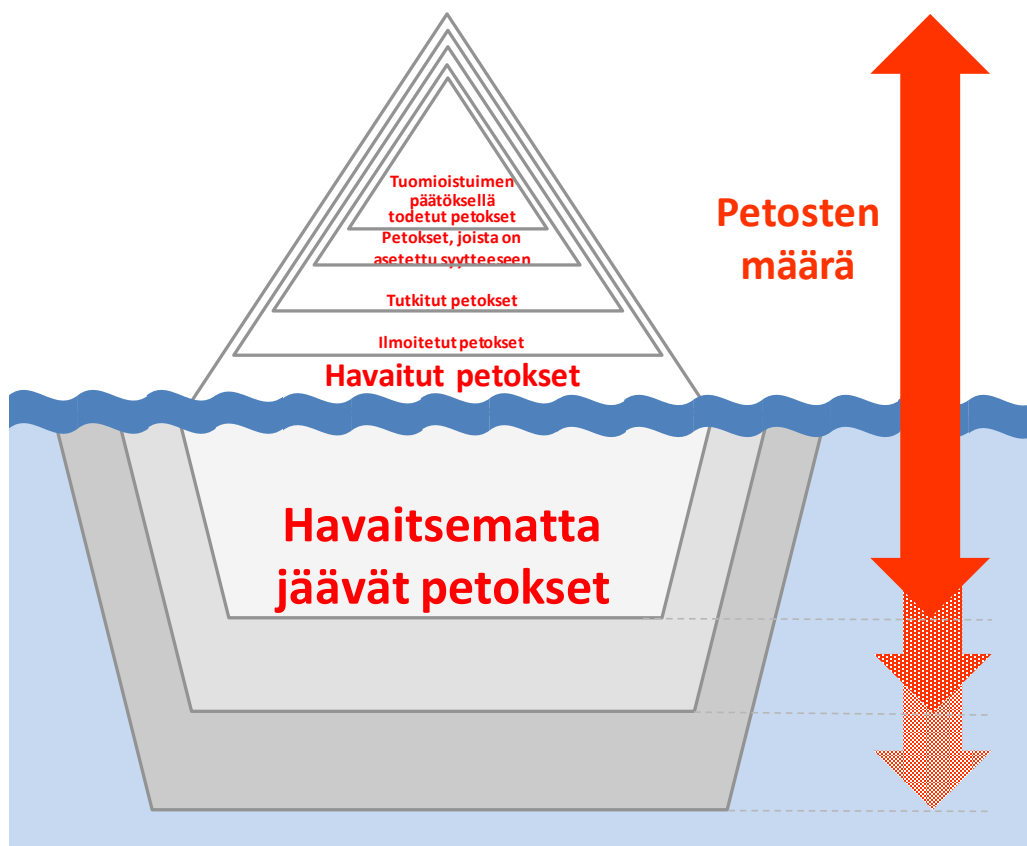 Tuomioistuimen
päätöksellä
todetut petokset
Petokset, joista on
asetettu syytteeseen
Tutkitut petokset
Ilmoitetut petokset
Havaitut petokset
Havaitsematta
jäävät petokset
Petosten
määrä